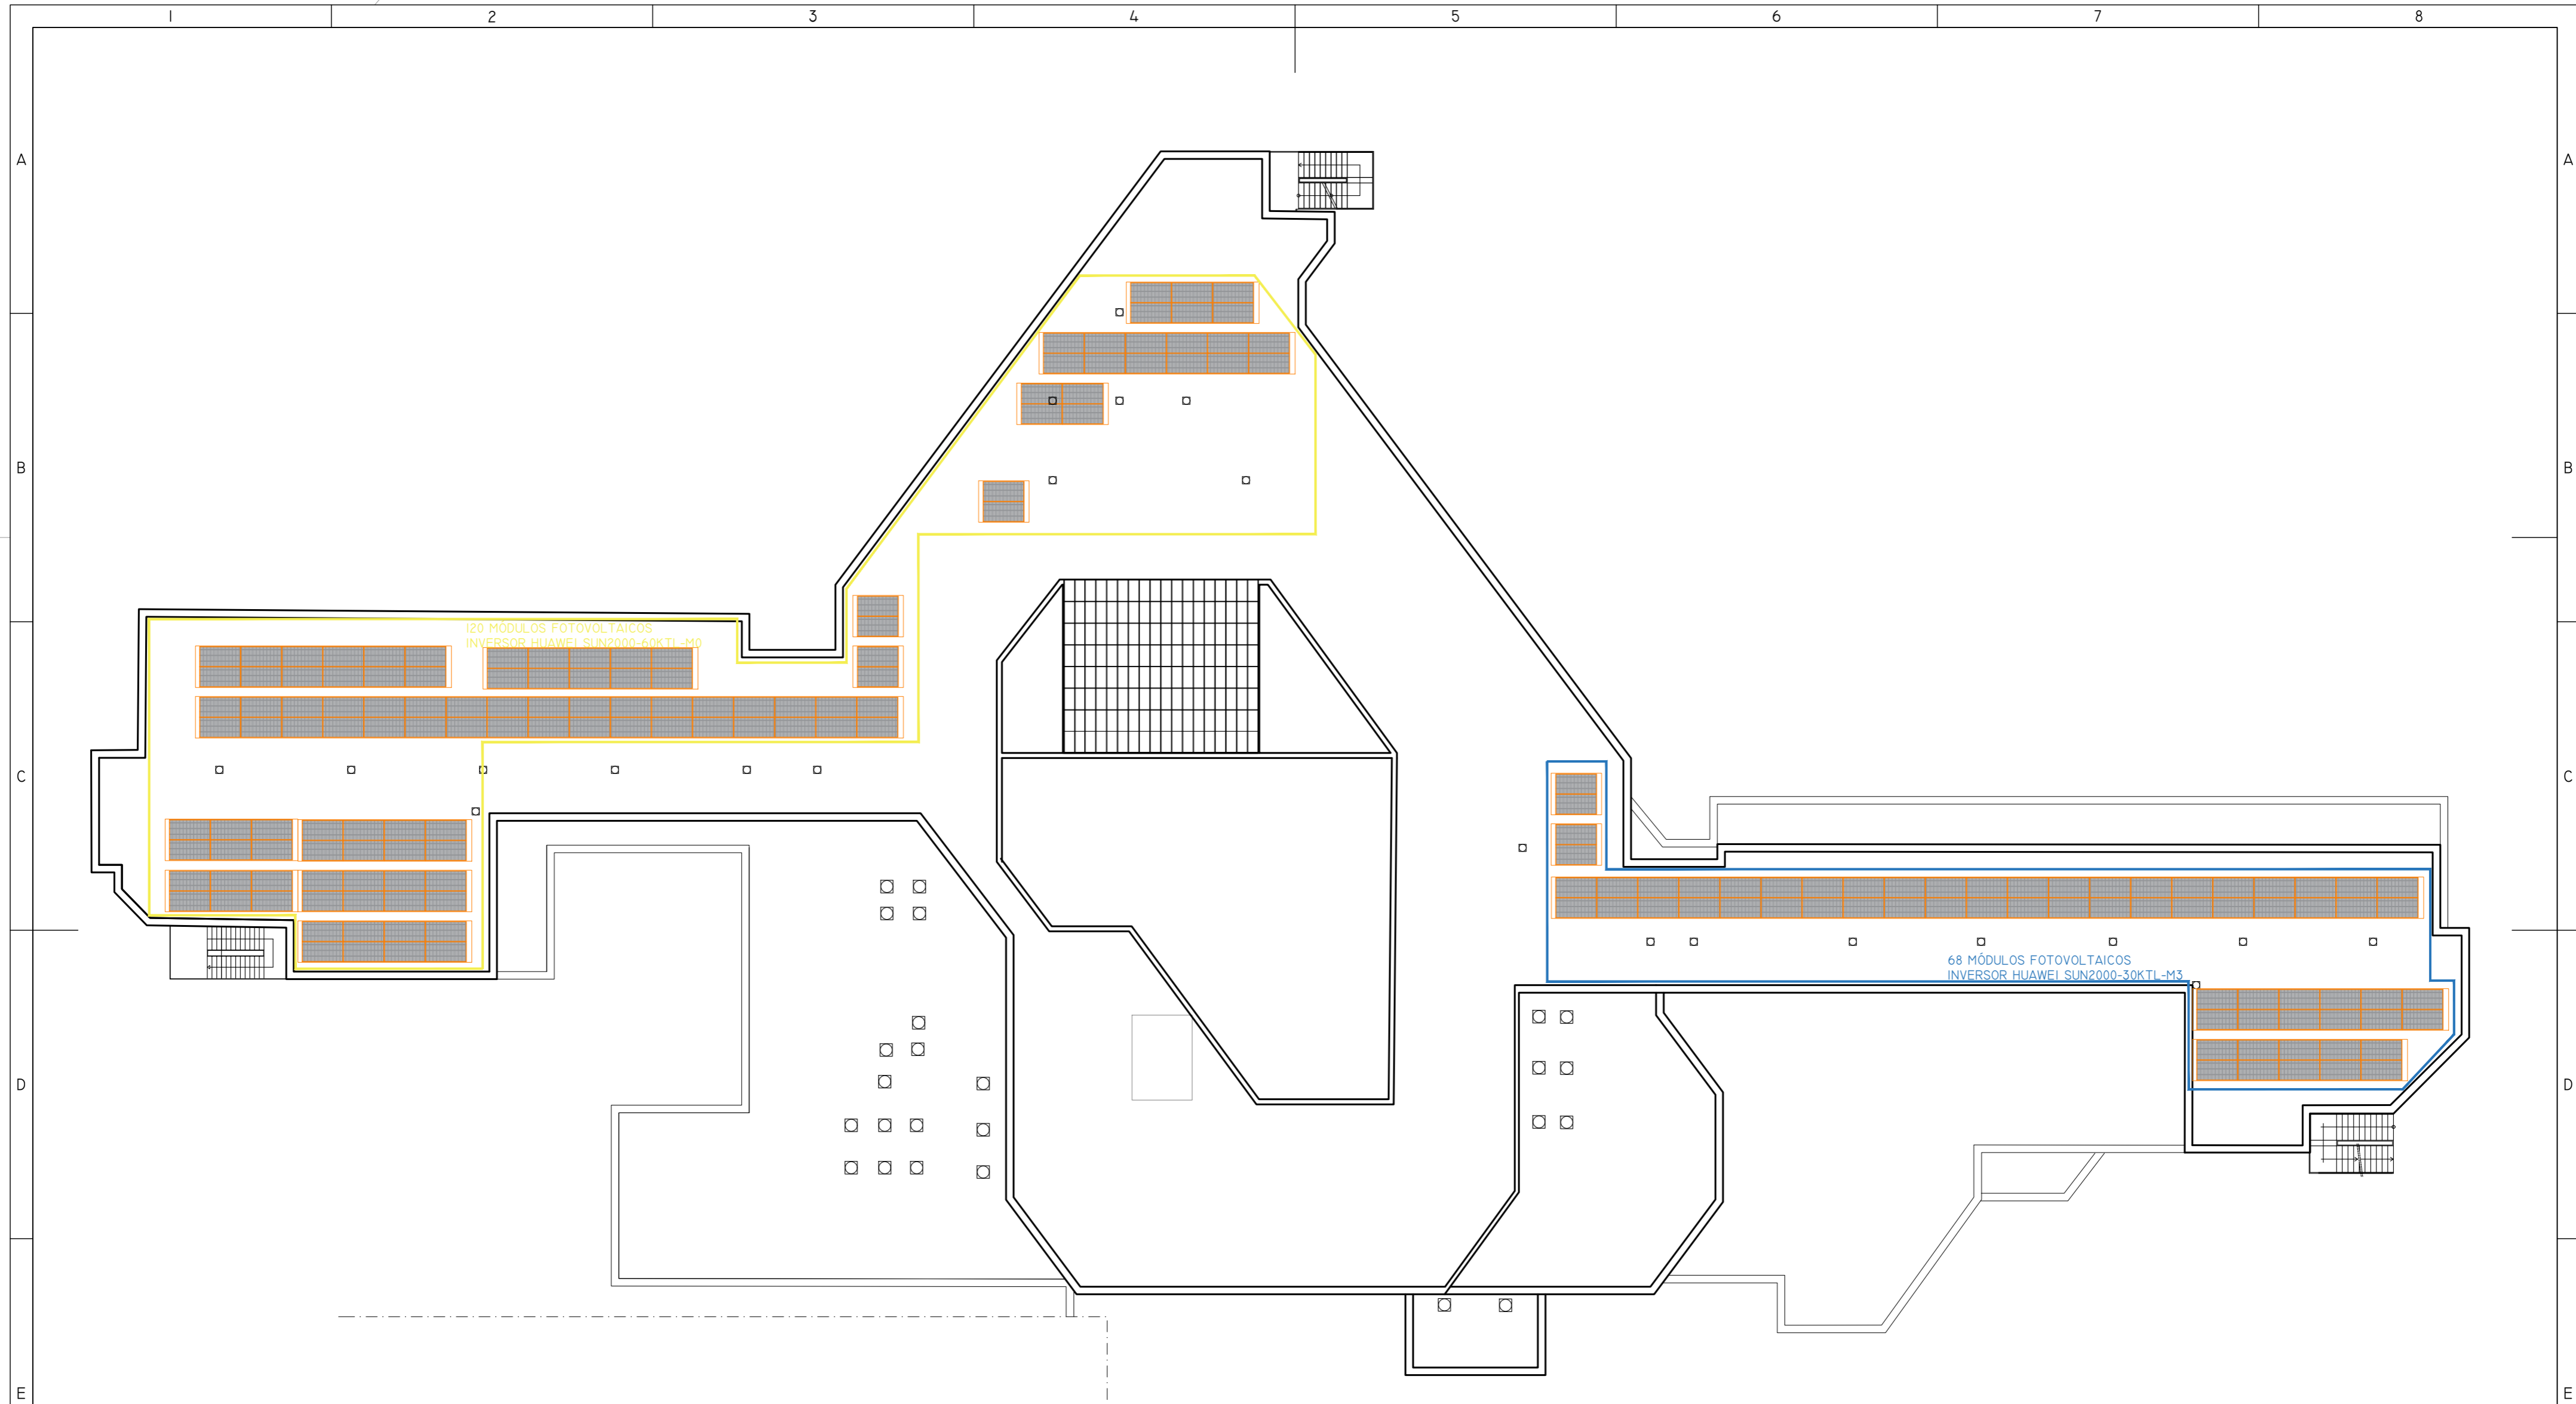 1 2 3 4 5 6 7 8
A A
B B
120 MÓDULOS FOTOVOLTAICOS
INVERSOR HUAWEI SUN2000-60KTL-M0
C C
68 MÓDULOS FOTOVOLTAICOS
INVERSOR HUAWEI SUN2000-30KTL-M3
D D
E E